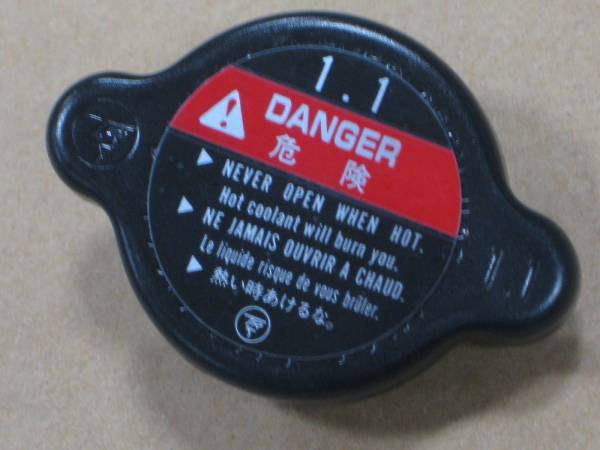 1.1
DANGER
危険
NEVER OPEN WHEN HOT.
Hot coolant will burn you.
NE JAMAIS OUVRIR A CHAUD.
Le liquide risque de vous brûler.
熱い時あけるな。